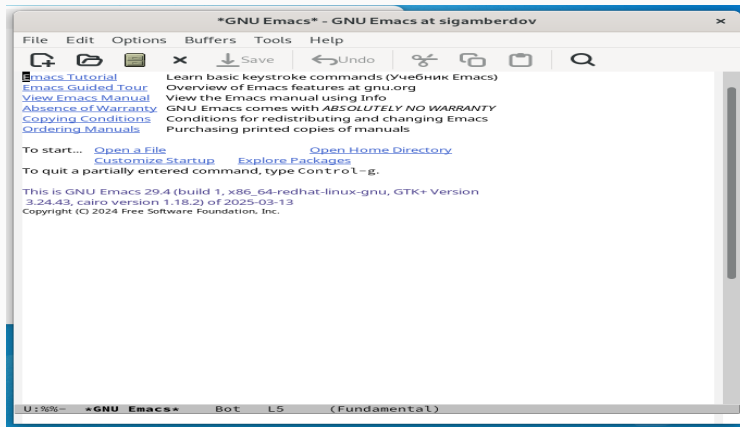 *GNU Emacs* - GNU Emacs at sigamberdov
File Edit Options Buffers Tools Help
Save Undo
Emacs Tutorial Learn basic keystroke commands (Учебник Emacs)
Emacs Guided Tour Overview of Emacs features at gnu.org
View Emacs Manual View the Emacs manual using Info
Absence of Warranty GNU Emacs comes with ABSOLUTELY NO WARRANTY
Copying Conditions Conditions for redistributing and changing Emacs
Ordering Manuals Purchasing printed copies of manuals
To start... Open a File Open Home Directory
Customize Startup Explore Packages
To quit a partially entered command, type Control-g.
This is GNU Emacs 29.4 (build 1, x86_64-redhat-linux-gnu, GTK+ Version
3.24.43, cairo version 1.18.2) of 2025-03-13
Copyright (C) 2024 Free Software Foundation, Inc.
U:%%- *GNU Emacs* Bot L5 (Fundamental)